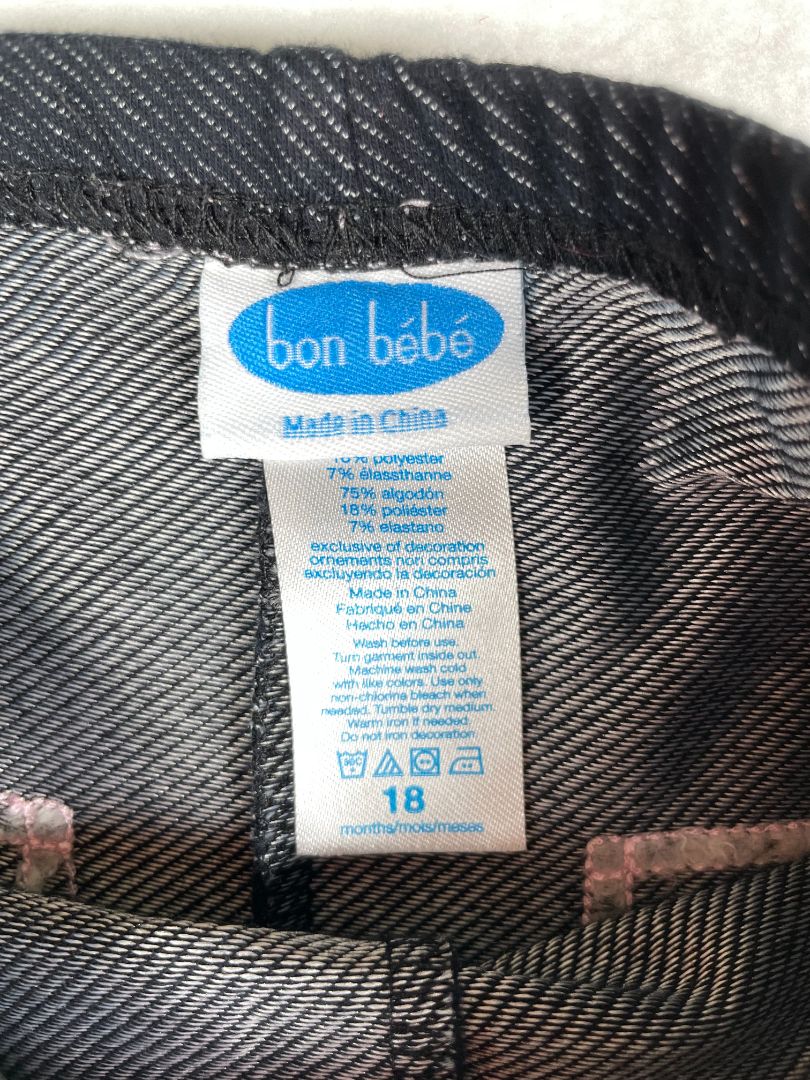 bon bébé
Made in China
polyester
7% élassthanne
75% algodón
18% poliéster
7% elastano
exclusive of decoration
ornements non compris
excluyendo la decoración
Made in China
Fabriqué en Chine
Hecho en China
Wash before use.
Turn garment inside out.
Machine wash cold
with like colors. Use only
non-chlorine bleach when
needed. Tumble dry medium.
Warm iron if needed.
Do not iron decoration
18
months/mois/meses